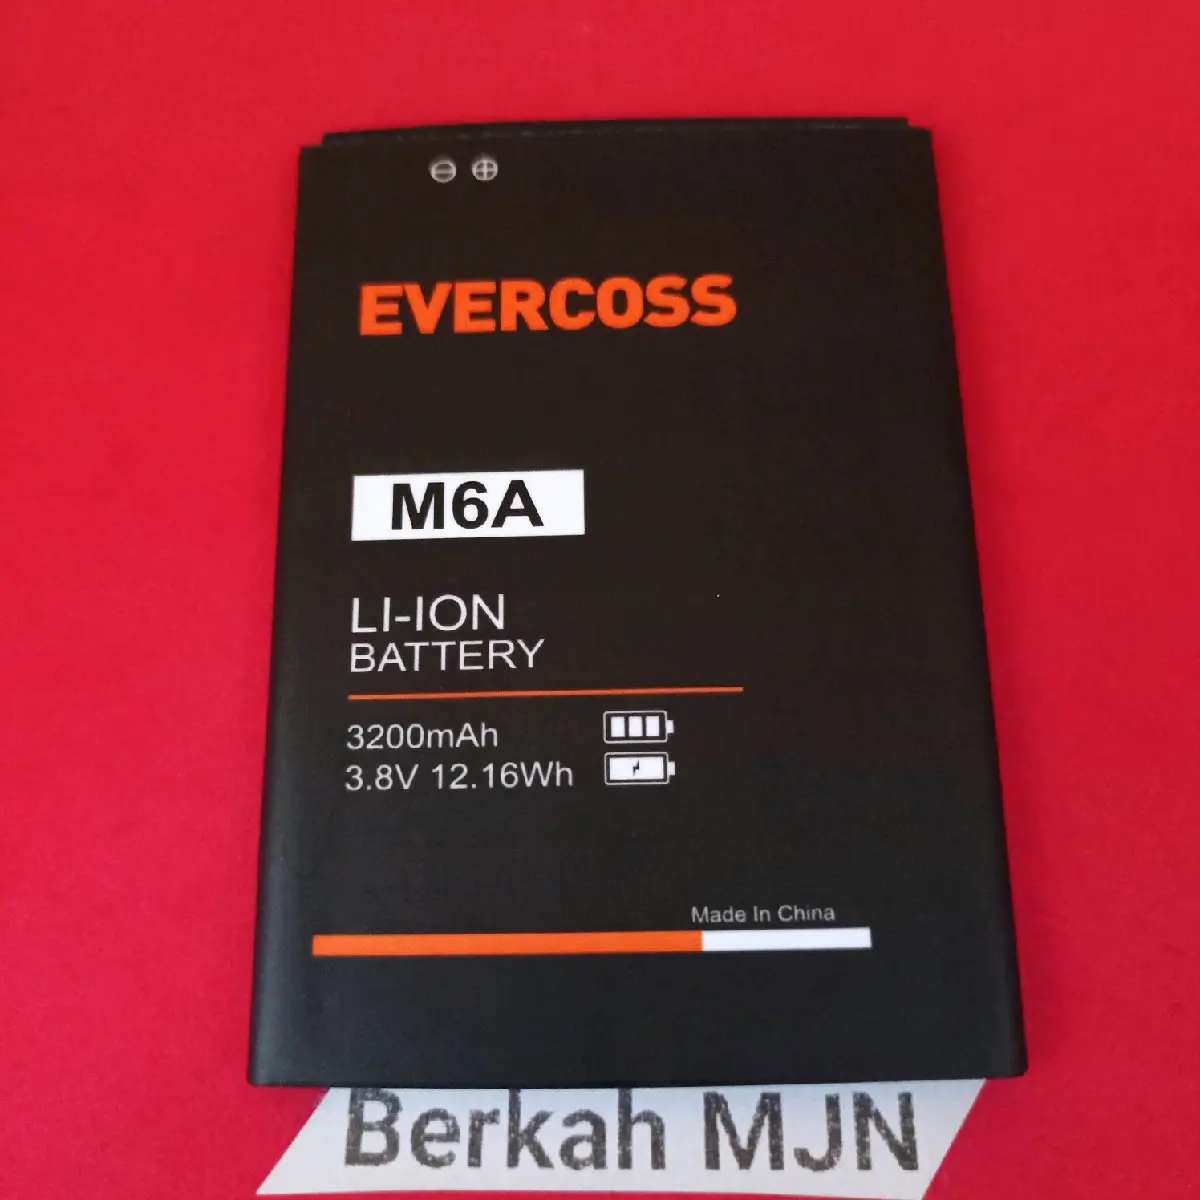 EVERCOSS
M6A
LI-ION
BATTERY
3200mAh
3.8V 12.16Wh
Made In China
Berkah MJN